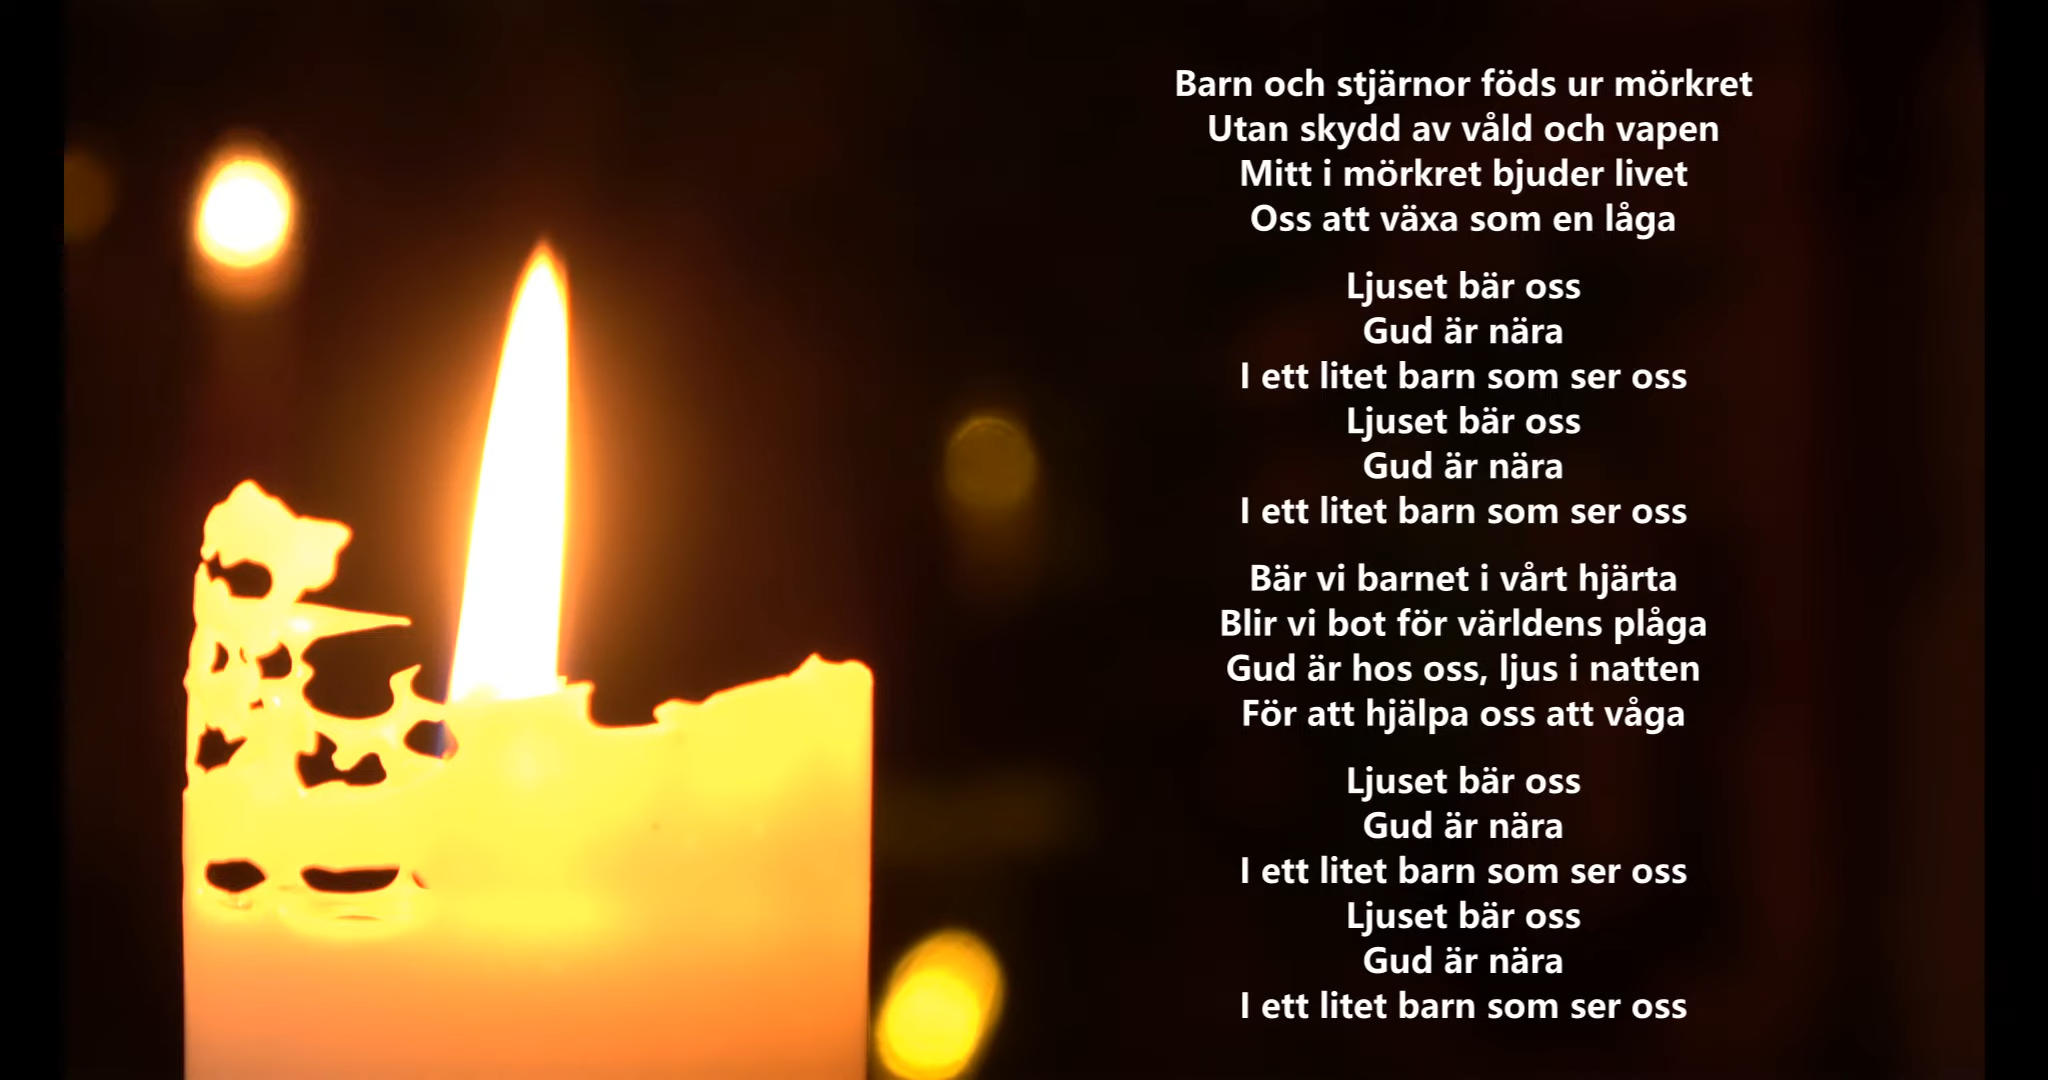 Barn och stjärnor föds ur mörkret
Utan skydd av våld och vapen
Mitt i mörkret bjuder livet
Oss att växa som en låga
Ljuset bär oss
Gud är nära
I ett litet barn som ser oss
Ljuset bär oss
Gud är nära
I ett litet barn som ser oss
Bär vi barnet i vårt hjärta
Blir vi bot för världens plåga
Gud är hos oss, ljus i natten
För att hjälpa oss att våga
Ljuset bär oss
Gud är nära
I ett litet barn som ser oss
Ljuset bär oss
Gud är nära
I ett litet barn som ser oss